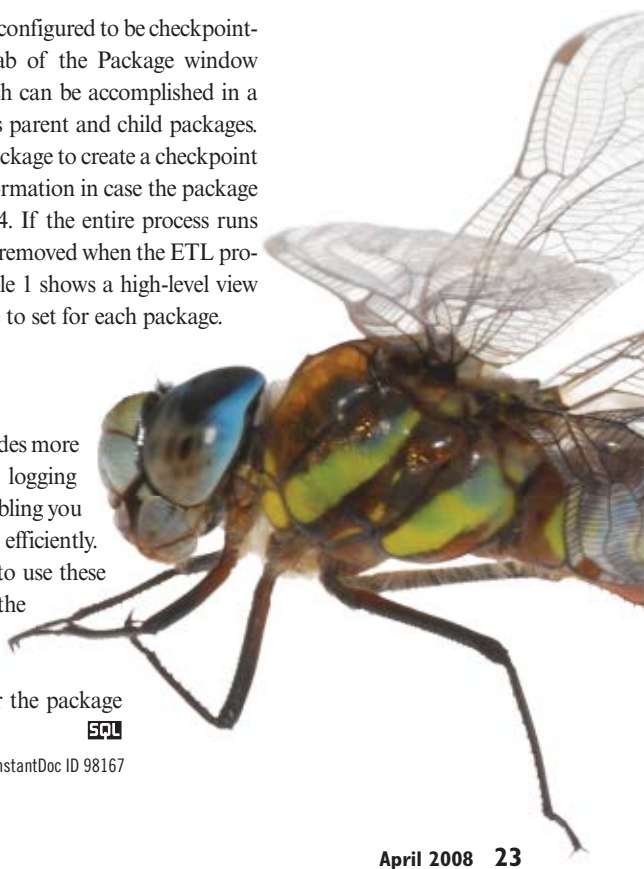 configured to be checkpoint-
ab of the Package window
h can be accomplished in a
s parent and child packages.
ackage to create a checkpoint
ormation in case the package
4. If the entire process runs
removed when the ETL pro-
le 1 shows a high-level view
to set for each package.
des more
logging
bling you
efficiently.
to use these
the
r the package
SQL
nstantDoc ID 98167
April 2008 23